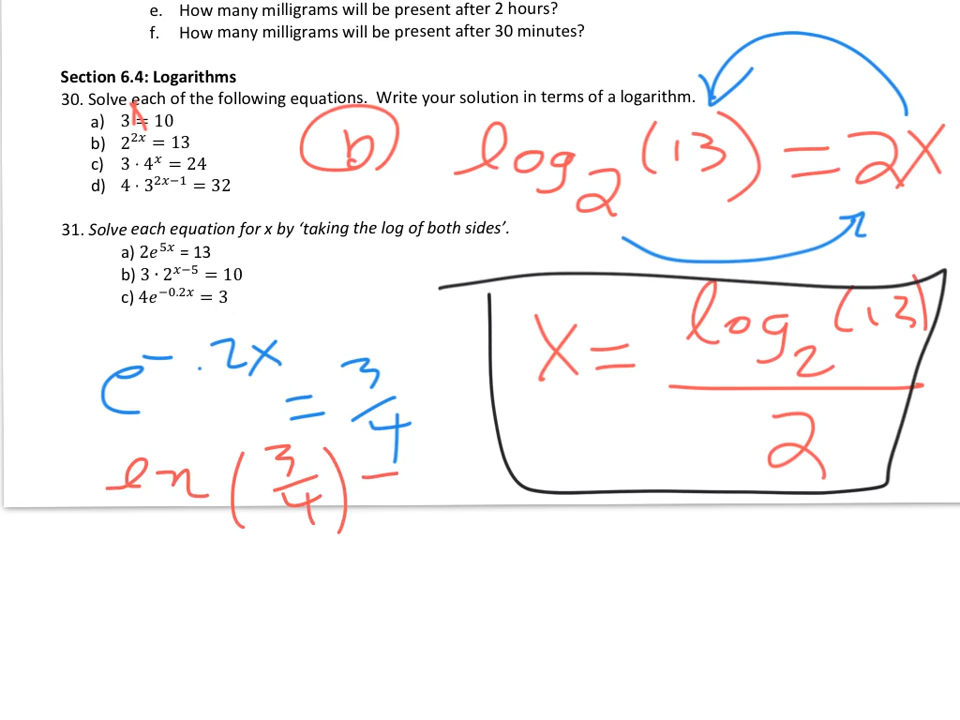 e. How many milligrams will be present after 2 hours?
f. How many milligrams will be present after 30 minutes?
Section 6.4: Logarithms
30. Solve each of the following equations. Write your solution in terms of a logarithm.
a) 3 = 10
b) 2^{2x} = 13
c) 3 · 4^x = 24
d) 4 · 3^{2x−1} = 32
b) log_2 (13) = 2X
31. Solve each equation for x by ‘taking the log of both sides’.
a) 2e^{5x} = 13
b) 3 · 2^{x−5} = 10
c) 4e^{−0.2x} = 3
X = log_2 (13) / 2
e^{-.2x} = 3/4
ln (3/4) -